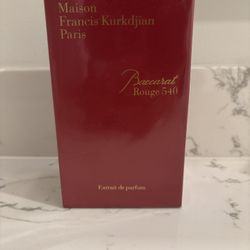 Maison
Francis Kurkdjian
Paris
Baccarat
Rouge 540
Extrait de parfum